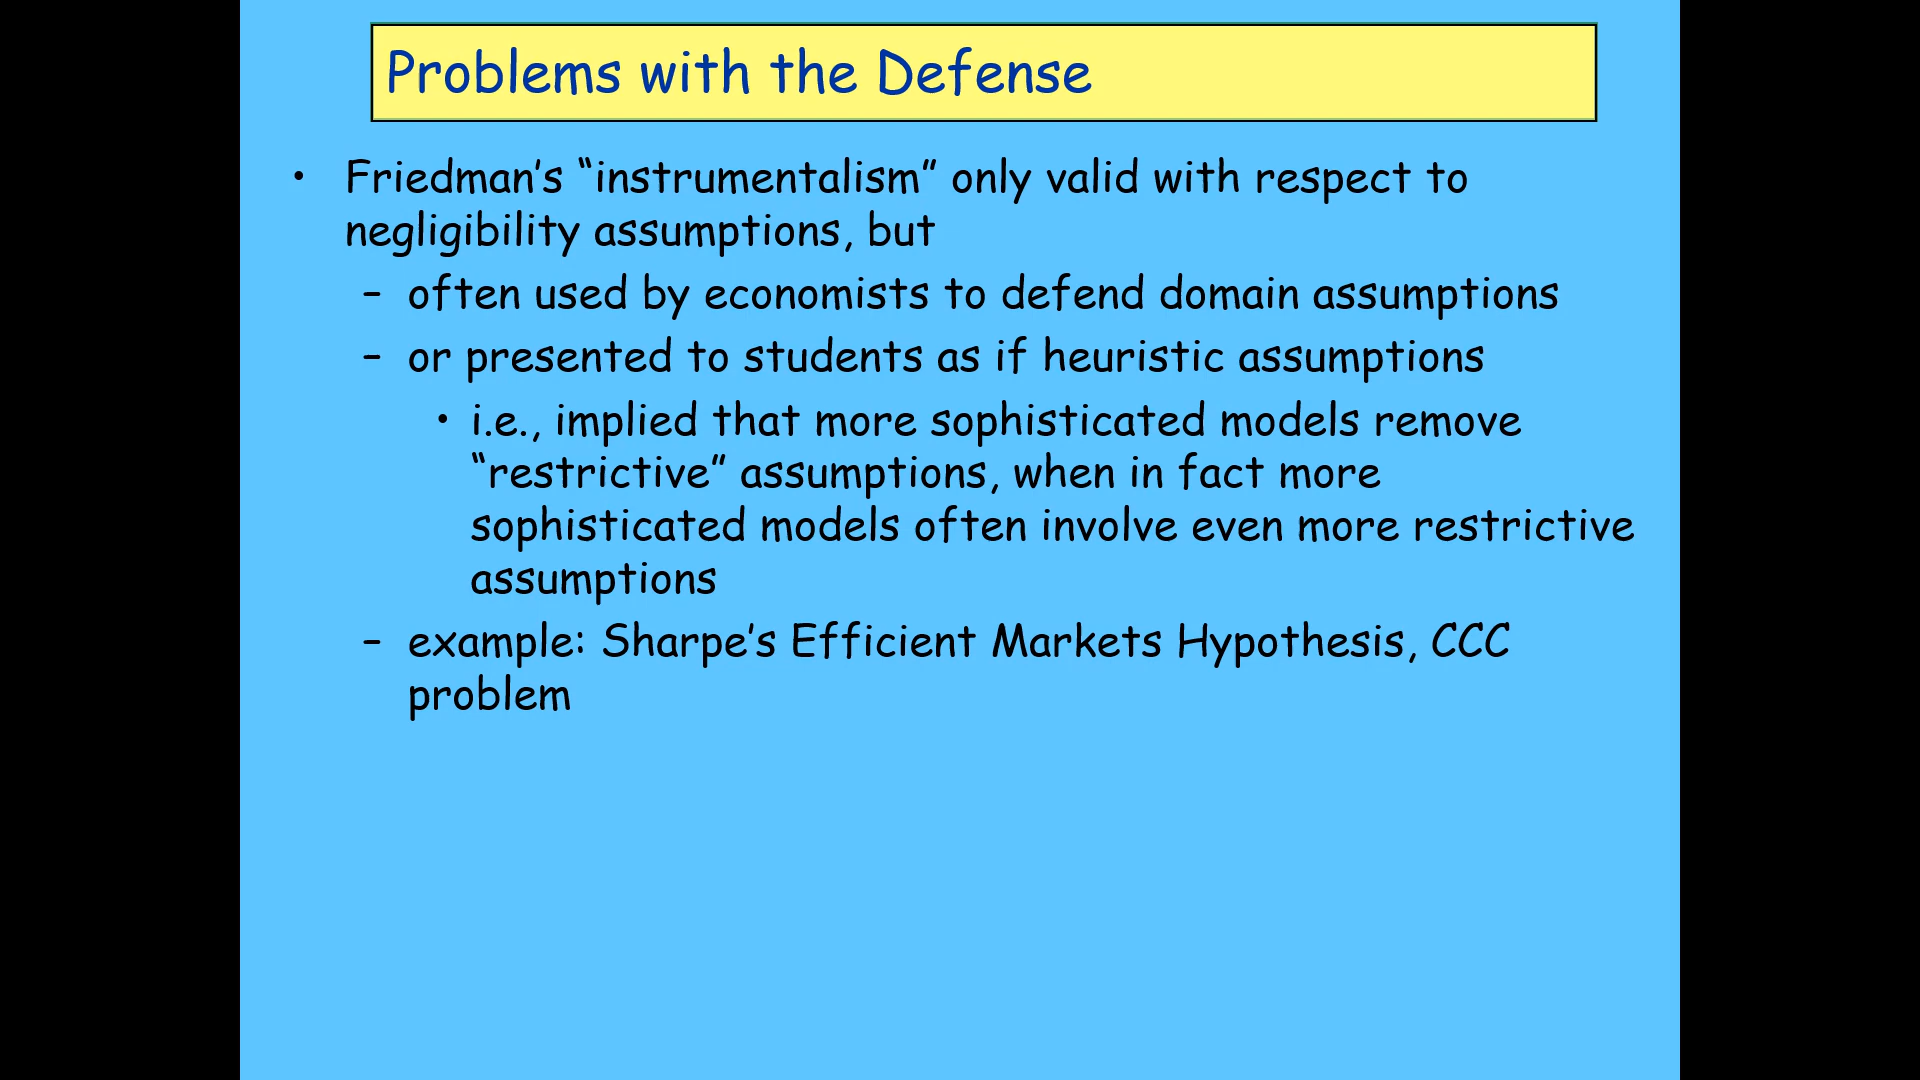 Problems with the Defense
• Friedman’s “instrumentalism” only valid with respect to
negligibility assumptions, but
– often used by economists to defend domain assumptions
– or presented to students as if heuristic assumptions
• i.e., implied that more sophisticated models remove
“restrictive” assumptions, when in fact more
sophisticated models often involve even more restrictive
assumptions
– example: Sharpe’s Efficient Markets Hypothesis, CCC
problem